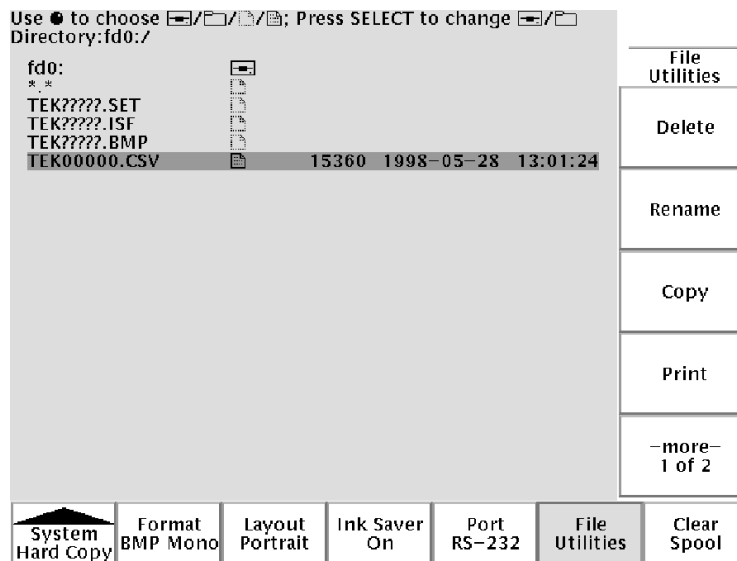 Use ● to choose / / / ; Press SELECT to change /
Directory:fd0:/
fd0:
*.*
TEK?????.SET
TEK?????.ISF
TEK?????.BMP
TEK00000.CSV 15360 1998-05-28 13:01:24
File
Utilities
Delete
Rename
Copy
Print
-more-
1 of 2
System
Hard Copy
Format
BMP Mono
Layout
Portrait
Ink Saver
On
Port
RS-232
File
Utilities
Clear
Spool